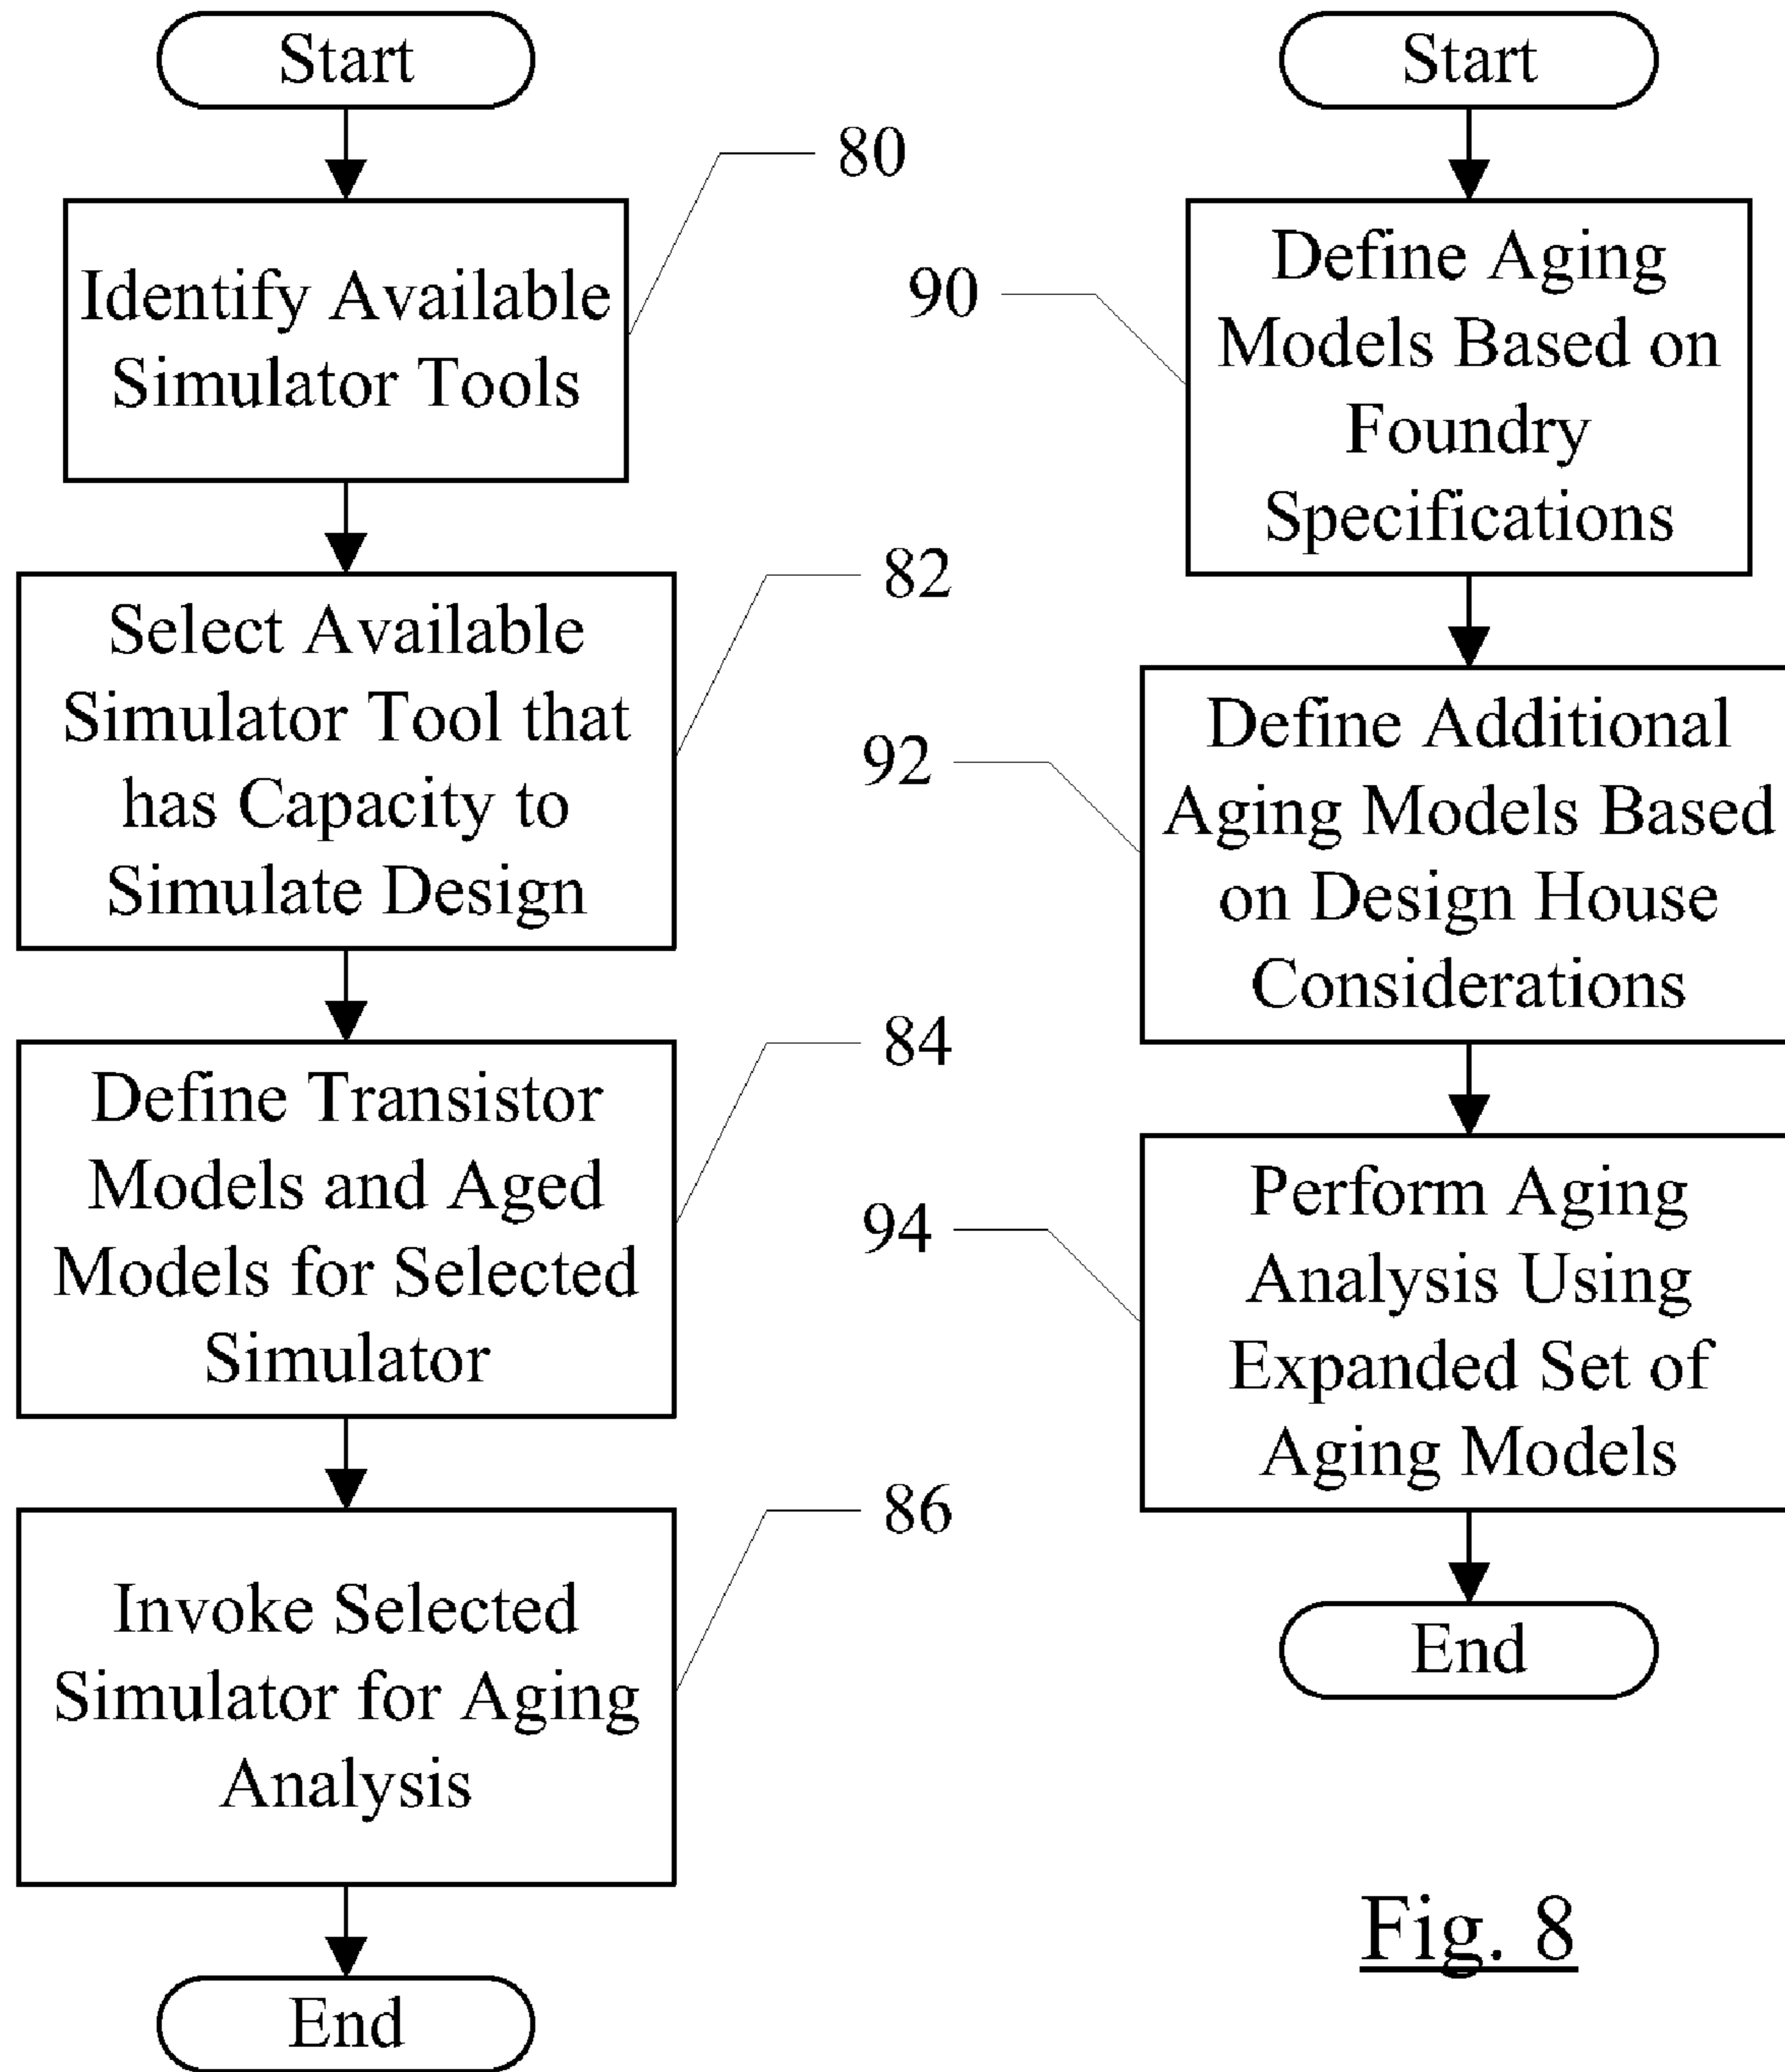 Start
80
Identify Available
Simulator Tools
82
Select Available
Simulator Tool that
has Capacity to
Simulate Design
84
Define Transistor
Models and Aged
Models for Selected
Simulator
86
Invoke Selected
Simulator for Aging
Analysis
End
Start
90
Define Aging
Models Based on
Foundry
Specifications
92
Define Additional
Aging Models Based
on Design House
Considerations
94
Perform Aging
Analysis Using
Expanded Set of
Aging Models
End
Fig. 8